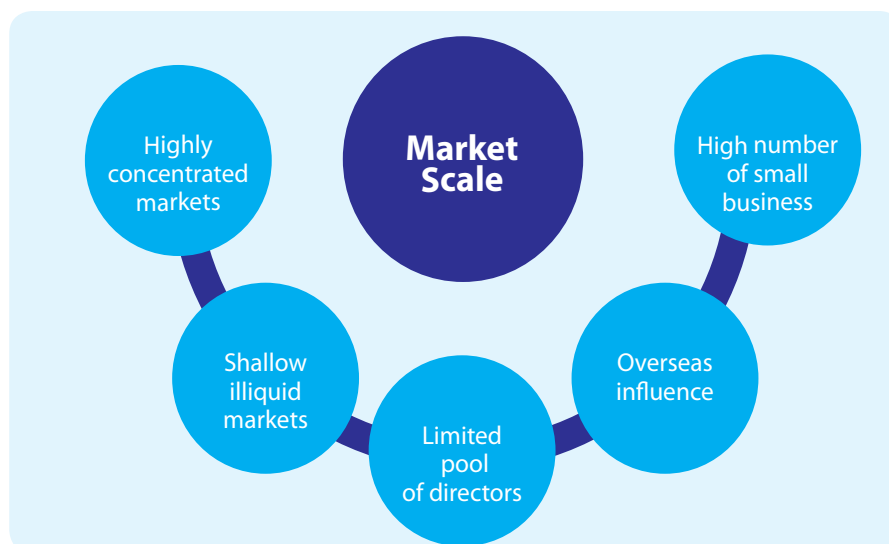 Market
Scale
Highly
concentrated
markets
Shallow
illiquid
markets
Limited
pool
of directors
Overseas
influence
High number
of small
business